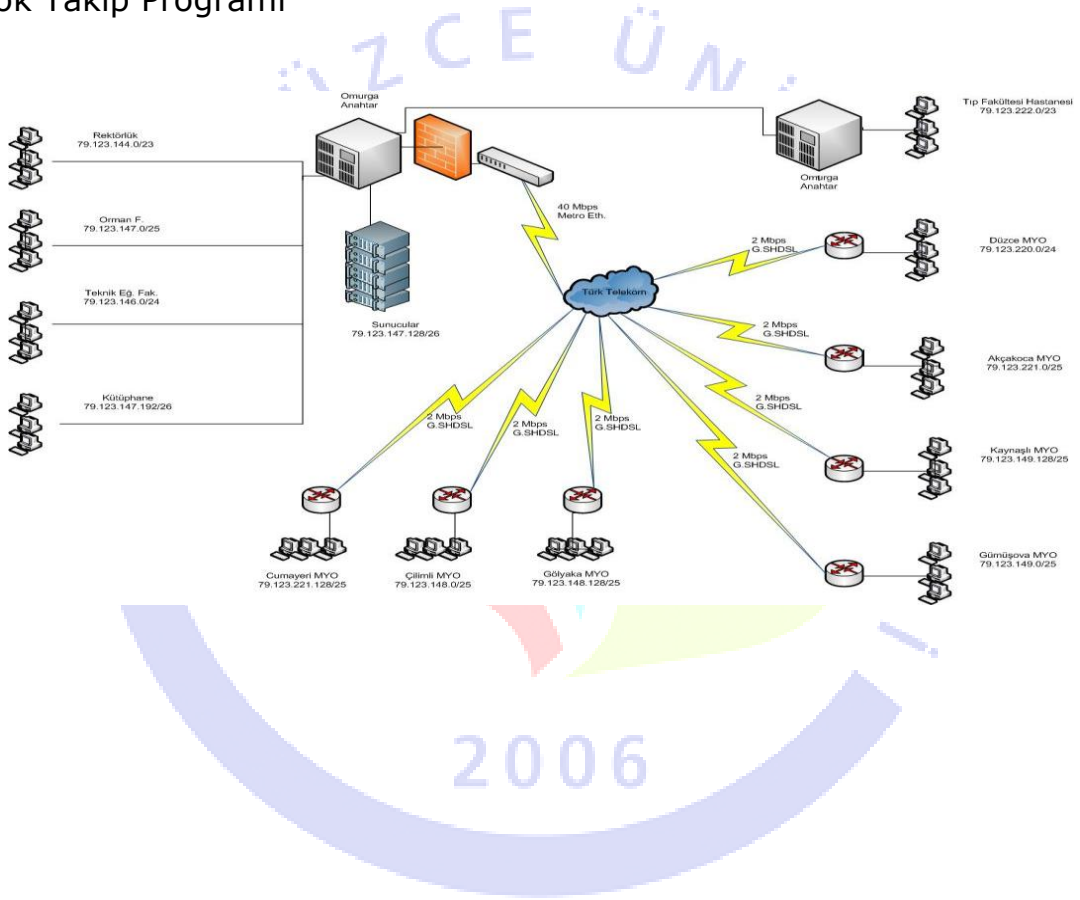 ok Takip Programı
ÜZCE ÜNİ
Omurga
Anahtar
Tıp Fakültesi Hastanesi
79.123.222.0/23
Rektörlük
79.123.144.0/23
Omurga
Anahtar
40 Mbps
Metro Eth.
Orman F.
79.123.147.0/25
2 Mbps
G.SHDSL
Düzce MYO
79.123.220.0/24
Teknik Eğ. Fak.
79.123.146.0/24
Türk Telekom
Sunucular
79.123.147.128/26
2 Mbps
G.SHDSL
Akçakoca MYO
79.123.221.0/25
Kütüphane
79.123.147.192/26
2 Mbps
G.SHDSL
2 Mbps
G.SHDSL
2 Mbps
G.SHDSL
2 Mbps
G.SHDSL
Kaynaşlı MYO
79.123.149.128/25
2 Mbps
G.SHDSL
Gümüşova MYO
79.123.149.0/25
Cumayeri MYO
79.123.221.128/25
Çilimli MYO
79.123.148.0/25
Gölyaka MYO
79.123.148.128/25
2006